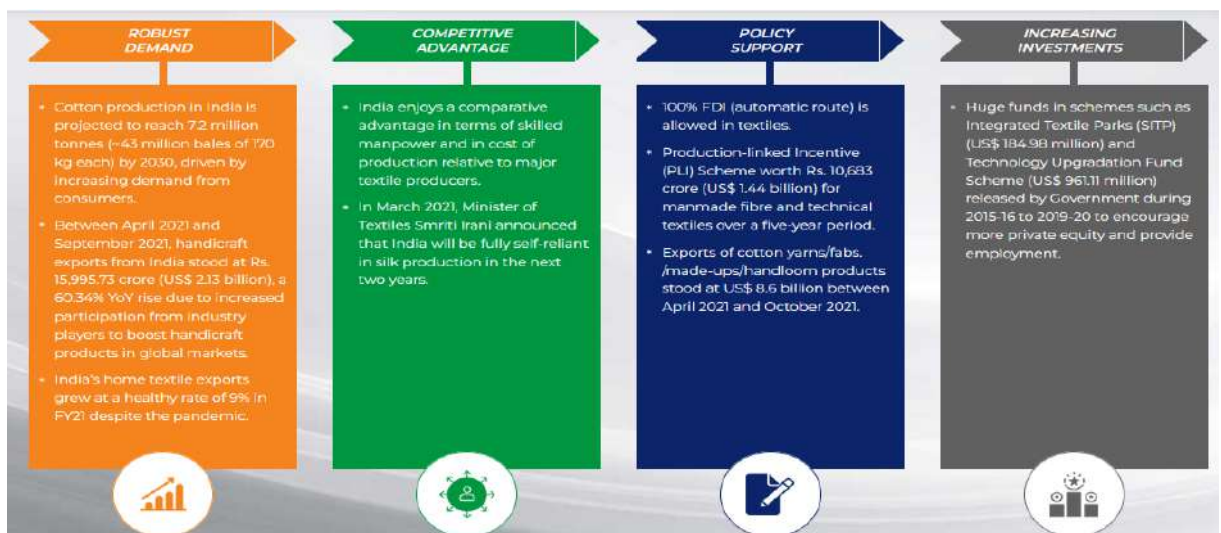 ROBUST
DEMAND
• Cotton production in India is
projected to reach 7.2 million
tonnes (~43 million bales of 170
kg each) by 2030, driven by
increasing demand from
consumers.
• Between April 2021 and
September 2021, handicraft
exports from India stood at Rs.
15,995.73 crore (US$ 2.13 billion), a
60.34% YoY rise due to increased
participation from industry
players to boost handicraft
products in global markets.
• India's home textile exports
grew at a healthy rate of 9% in
FY21 despite the pandemic.
COMPETITIVE
ADVANTAGE
• India enjoys a comparative
advantage in terms of skilled
manpower and in cost of
production relative to major
textile producers.
• In March 2021, Minister of
Textiles Smriti Irani announced
that India will be fully self-reliant
in silk production in the next
two years.
POLICY
SUPPORT
• 100% FDI (automatic route) is
allowed in textiles.
• Production-linked Incentive
(PLI) Scheme worth Rs. 10,683
crore (US$ 1.44 billion) for
manmade fibre and technical
textiles over a five-year period.
• Exports of cotton yarns/fabs.
/made-ups/handloom products
stood at US$ 8.6 billion between
April 2021 and October 2021.
INCREASING
INVESTMENTS
• Huge funds in schemes such as
Integrated Textile Parks (SITP)
(US$ 184.98 million) and
Technology Upgradation Fund
Scheme (US$ 961.11 million)
released by Government during
2015-16 to 2019-20 to encourage
more private equity and provide
employment.